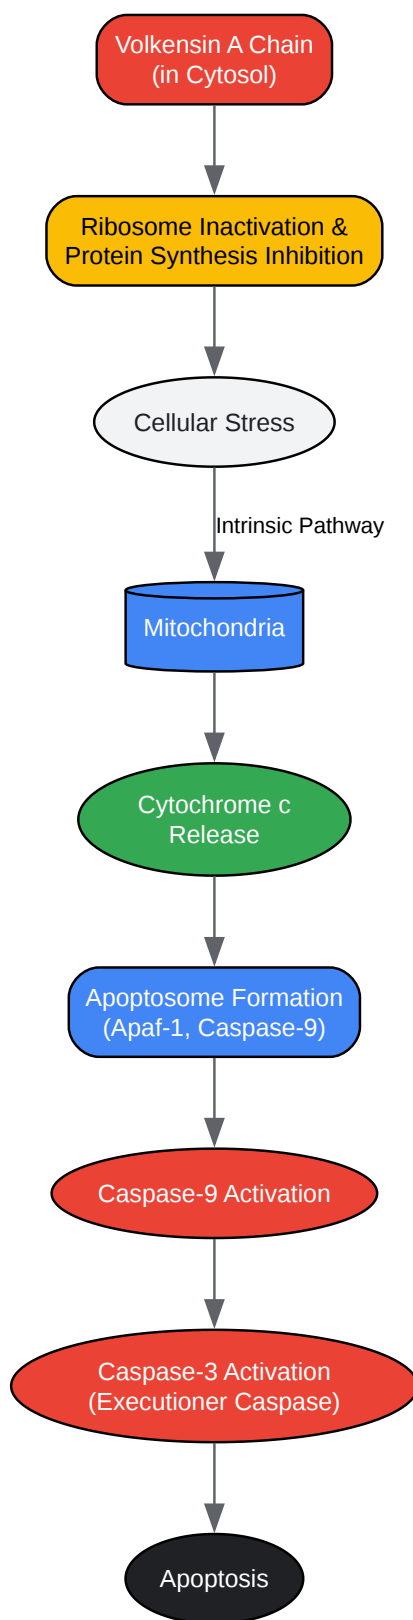 Volkensin A Chain
(in Cytosol)
Ribosome Inactivation &
Protein Synthesis Inhibition
Cellular Stress
Intrinsic Pathway
Mitochondria
Cytochrome c
Release
Apoptosome Formation
(Apaf-1, Caspase-9)
Caspase-9 Activation
Caspase-3 Activation
(Executioner Caspase)
Apoptosis